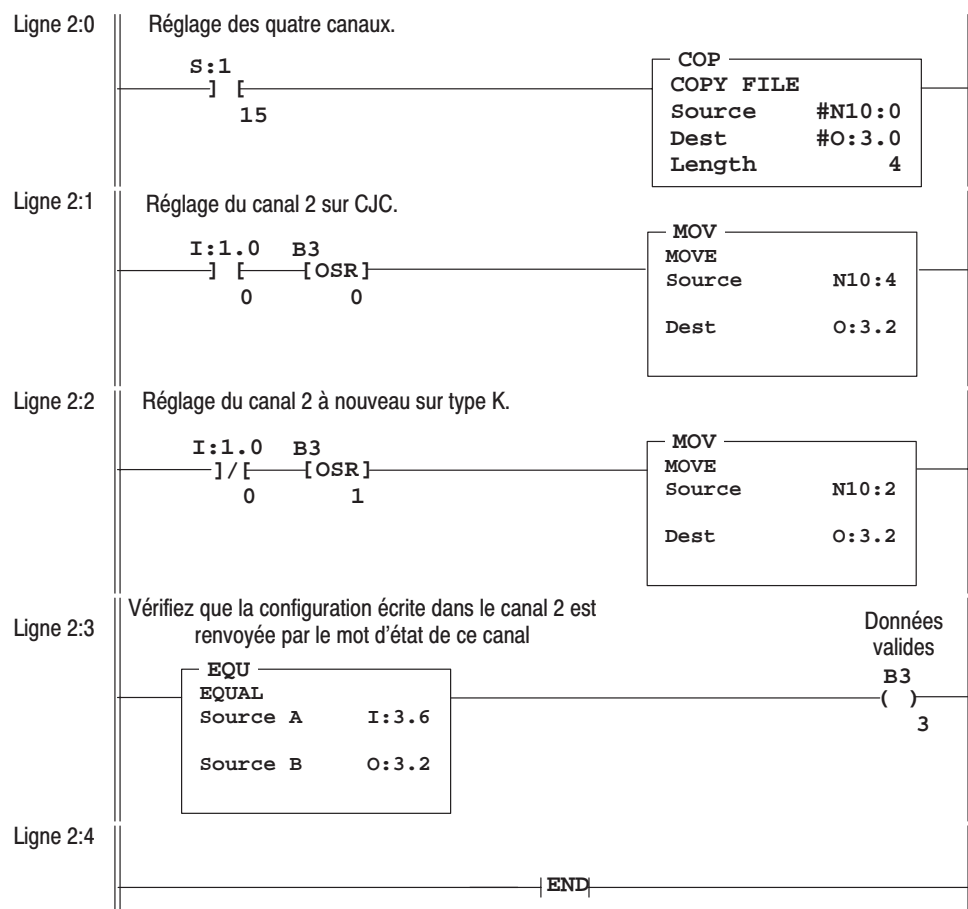 Ligne 2:0
Réglage des quatre canaux.
S:1
] [
15
COP
COPY FILE
Source #N10:0
Dest #O:3.0
Length 4
Ligne 2:1
Réglage du canal 2 sur CJC.
I:1.0 B3
] [ [OSR]
0 0
MOV
MOVE
Source N10:4
Dest O:3.2
Ligne 2:2
Réglage du canal 2 à nouveau sur type K.
I:1.0 B3
]/[ [OSR]
0 1
MOV
MOVE
Source N10:2
Dest O:3.2
Ligne 2:3
Vérifiez que la configuration écrite dans le canal 2 est
renvoyée par le mot d'état de ce canal
EQU
EQUAL
Source A I:3.6
Source B O:3.2
Données
valides
B3
( )
3
Ligne 2:4
END